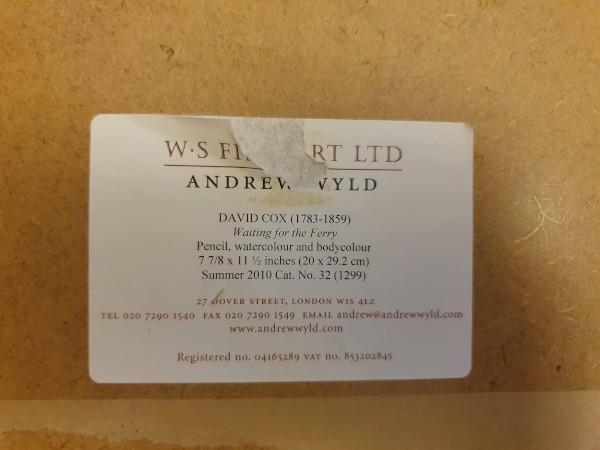 W·S FI RT LTD
ANDREW WYLD
DAVID COX (1783-1859)
Waiting for the Ferry
Pencil, watercolour and bodycolour
7 7/8 x 11 ½ inches (20 x 29.2 cm)
Summer 2010 Cat. No. 32 (1299)
27 DOVER STREET, LONDON W1S 4LZ
TEL 020 7290 1540 FAX 020 7290 1549 EMAIL andrew@andrewwyld.com
www.andrewwyld.com
Registered no. 04165289 VAT no. 853202845